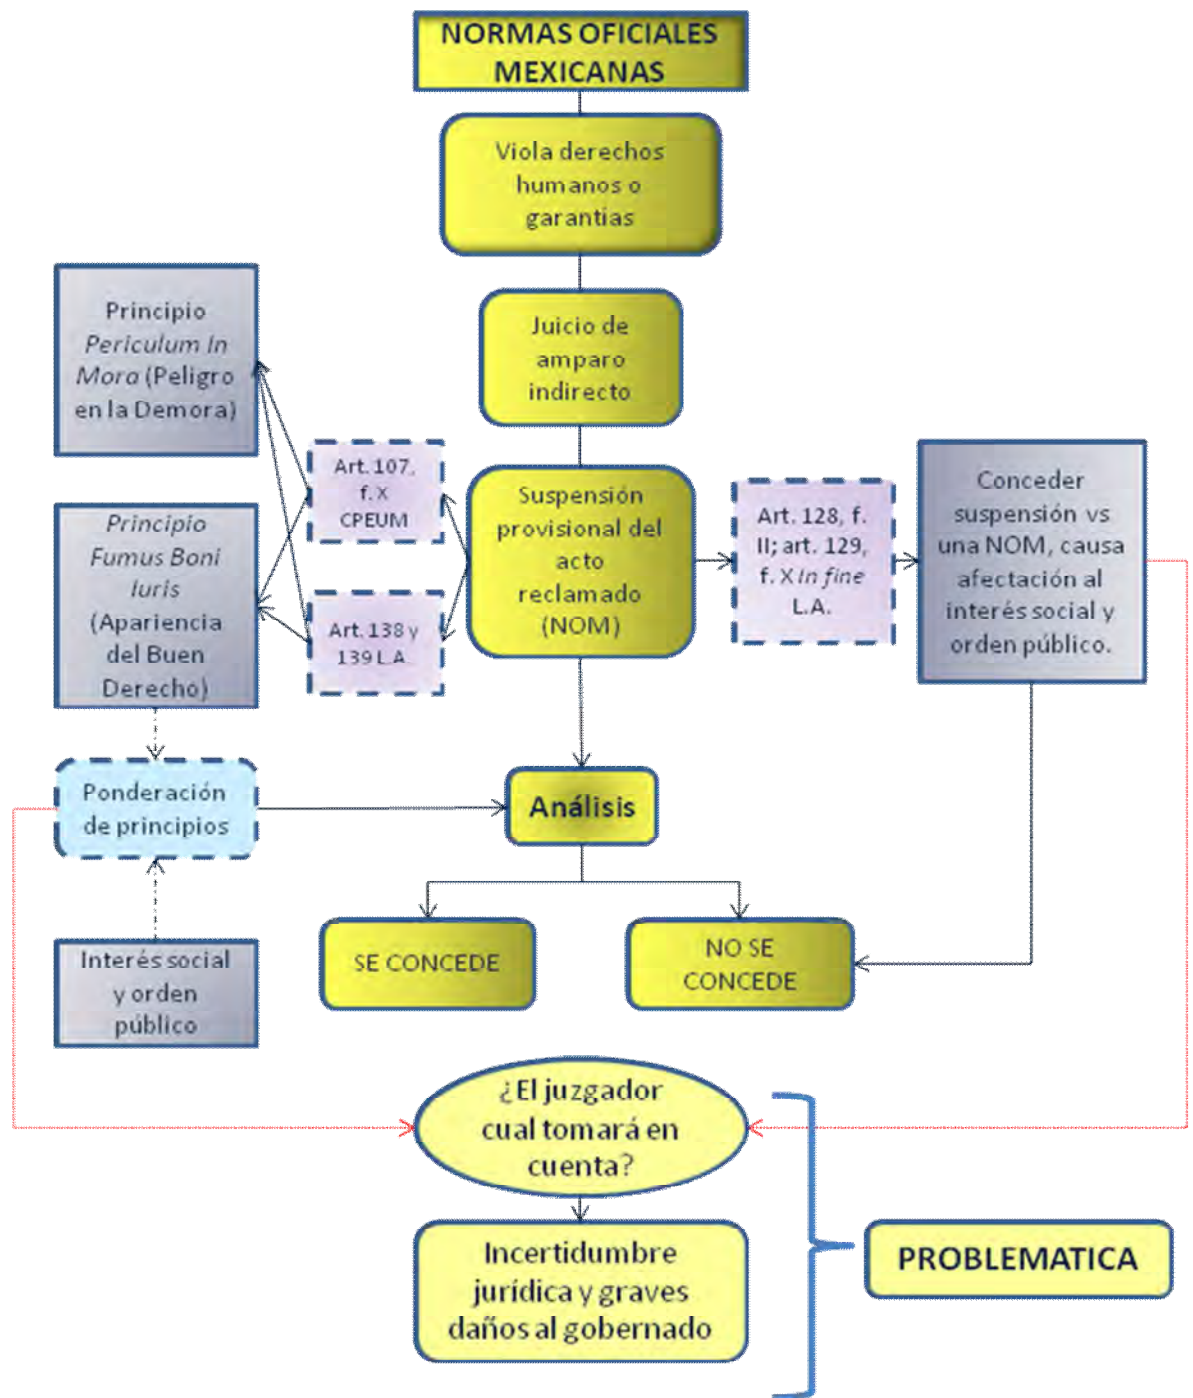 NORMAS OFICIALES
MEXICANAS
Viola derechos
humanos o
garantías
Juicio de
amparo
indirecto
Principio
Periculum In
Mora (Peligro
en la Demora)
Art. 107,
f. X
CPEUM
Principio
Fumus Boni
Iuris
(Apariencia
del Buen
Derecho)
Art. 138 y
139 L.A.
Suspensión
provisional del
acto
reclamado
(NOM)
Art. 128, f.
II; art. 129,
f. X In fine
L.A.
Conceder
suspensión vs
una NOM, causa
afectación al
interés social y
orden público.
Ponderación
de principios
Análisis
Interés social
y orden
público
SE CONCEDE
NO SE
CONCEDE
¿El juzgador
cual tomará en
cuenta?
Incertidumbre
jurídica y graves
daños al gobernado
PROBLEMATICA